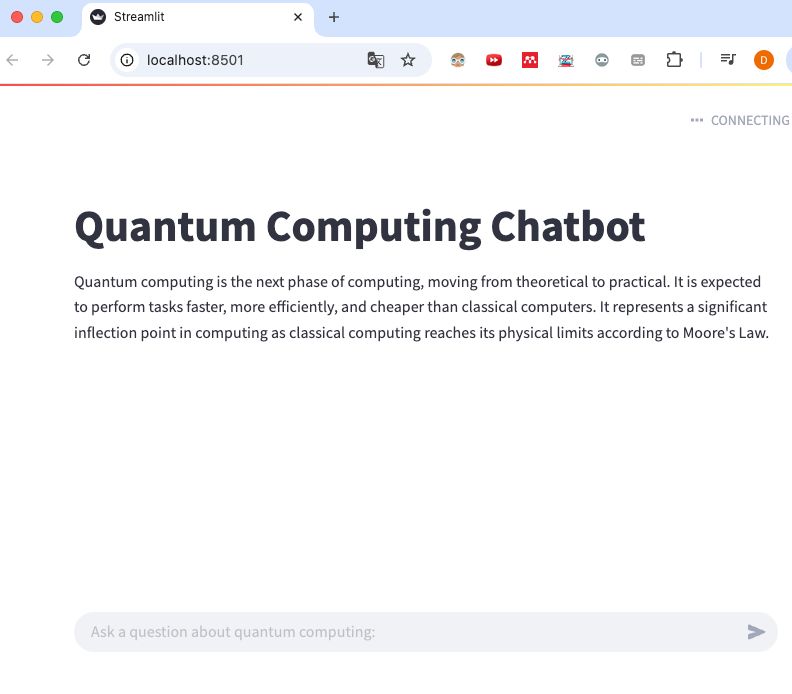 Streamlit
localhost:8501
D
CONNECTING
Quantum Computing Chatbot
Quantum computing is the next phase of computing, moving from theoretical to practical. It is expected
to perform tasks faster, more efficiently, and cheaper than classical computers. It represents a significant
inflection point in computing as classical computing reaches its physical limits according to Moore's Law.
Ask a question about quantum computing: